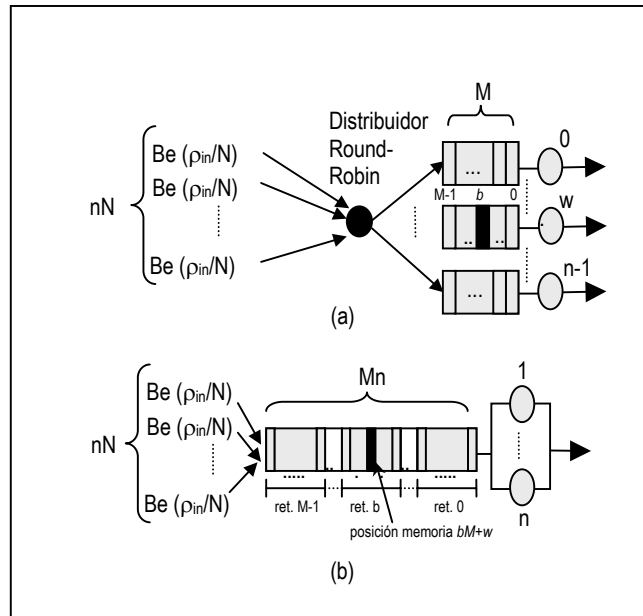 M
Distribuidor
Round-
Robin
0
Be (ρin/N)
Be (ρin/N)
nN
Be (ρin/N)
...
M-1 b 0
w
n-1
...
(a)
Mn
1
Be (ρin/N)
Be (ρin/N)
nN
Be (ρin/N)
n
ret. M-1 ret. b ret. 0
posición memoria bM+w
(b)